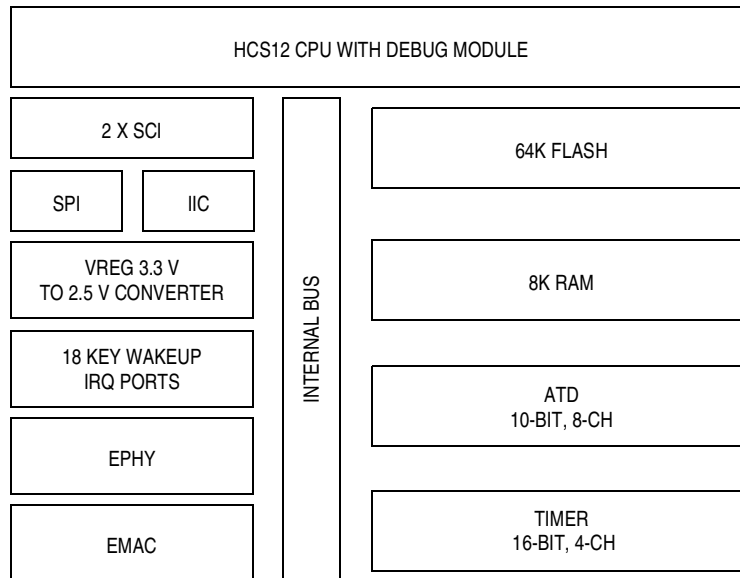 HCS12 CPU WITH DEBUG MODULE
2 X SCI
SPI
IIC
VREG 3.3 V
TO 2.5 V CONVERTER
18 KEY WAKEUP
IRQ PORTS
EPHY
EMAC
INTERNAL BUS
64K FLASH
8K RAM
ATD
10-BIT, 8-CH
TIMER
16-BIT, 4-CH